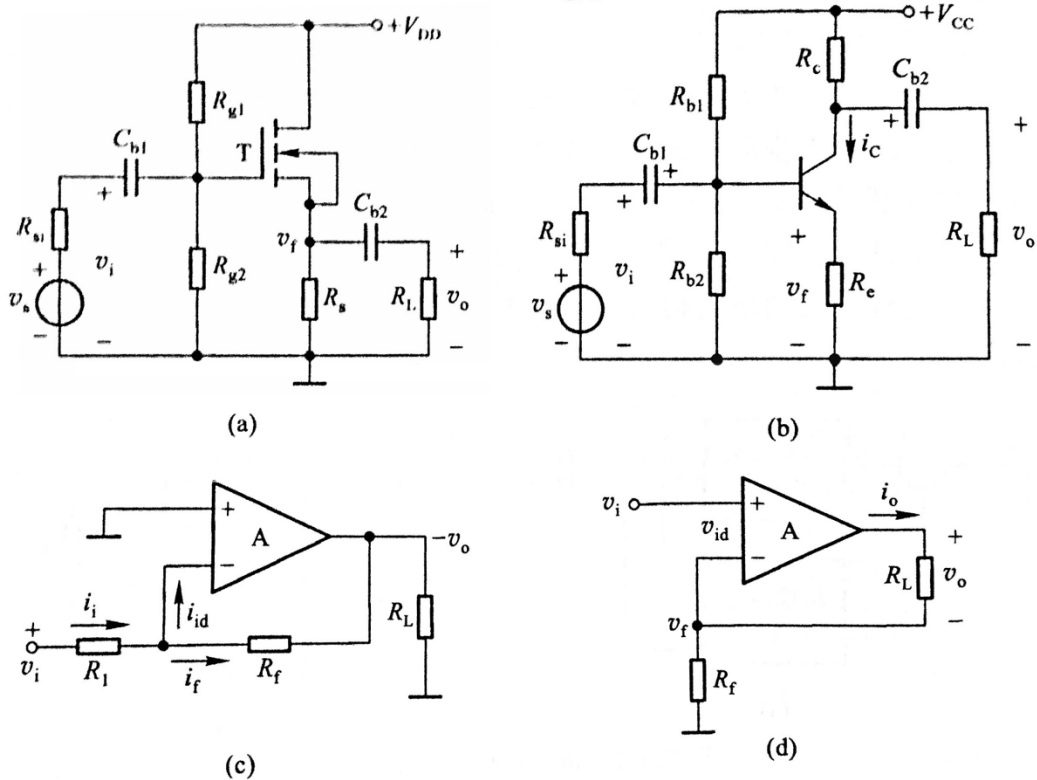 +V_DD
R_g1
C_b1
T
+
C_b2
R_si
v_i
v_f
+
R_g2
+
v_s
R_s
R_L
v_o
−
−
−
(a)
+V_CC
R_c
C_b2
R_b1
+
+
C_b1
i_C
+
+
R_si
+
R_L
v_o
+
v_i
R_b2
v_f
R_e
v_s
−
−
−
−
(b)
+
A
−v_o
−
i_i
i_id
R_L
+
v_i
R_1
i_f
R_f
(c)
v_i
+
i_o
v_id
A
+
−
R_L
v_o
v_f
−
R_f
(d)